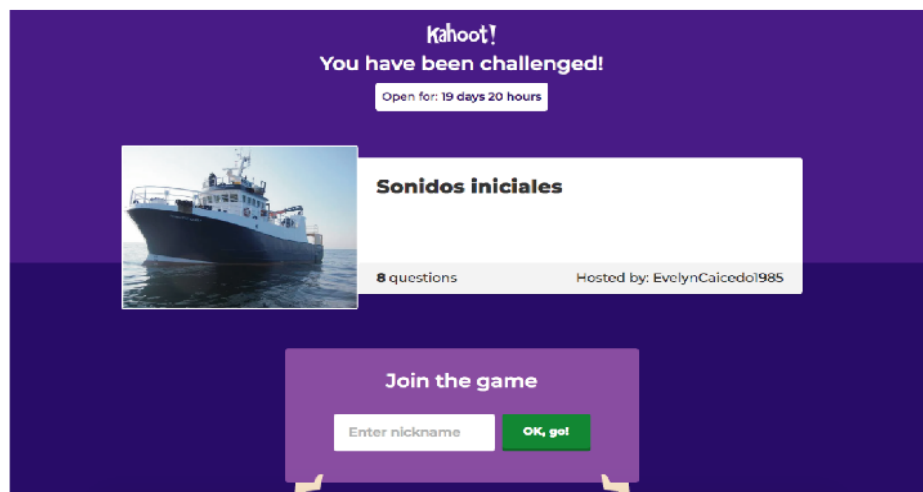 Kahoot!
You have been challenged!
Open for: 19 days 20 hours
Sonidos iniciales
8 questions
Hosted by: EvelynCaicedo1985
Join the game
Enter nickname
OK, go!